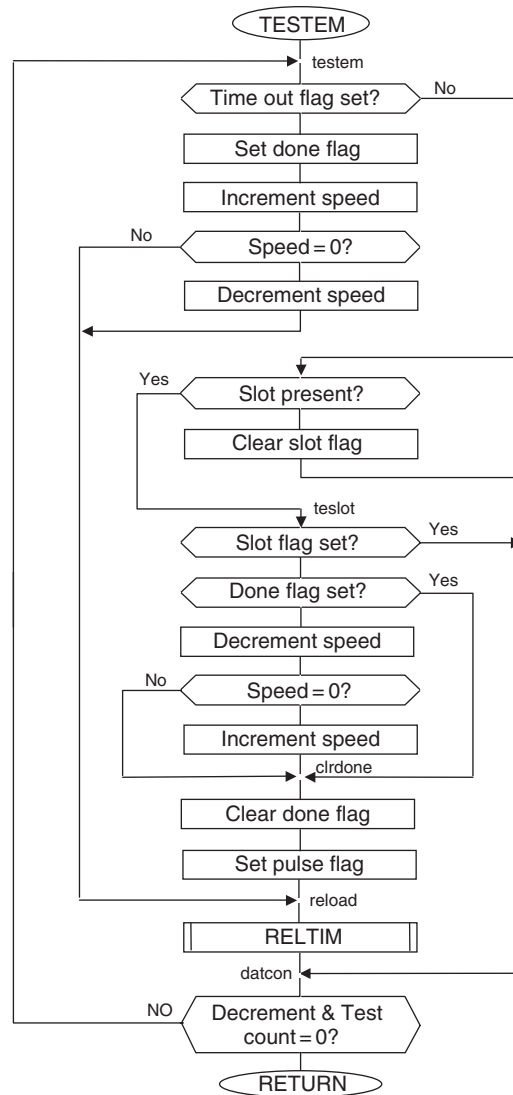 TESTEM
testem
Time out flag set?
No
Set done flag
Increment speed
No
Speed = 0?
Decrement speed
Yes
Slot present?
Clear slot flag
teslot
Slot flag set?
Yes
Done flag set?
Yes
Decrement speed
No
Speed = 0?
Increment speed
clrdone
Clear done flag
Set pulse flag
reload
RELTIM
datcon
NO
Decrement & Test
count = 0?
RETURN